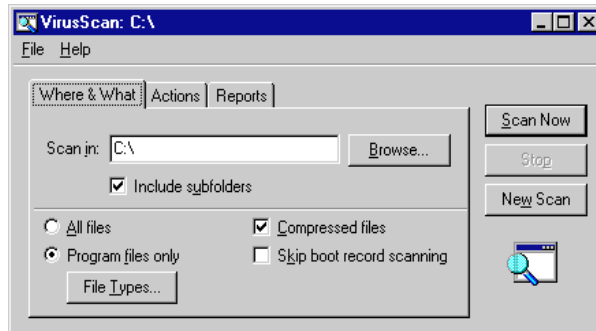 VirusScan: C:\
File Help
Where & What Actions Reports
Scan in: C:\ Browse...
Include subfolders
All files
Program files only
File Types...
Compressed files
Skip boot record scanning
Scan Now
Stop
New Scan